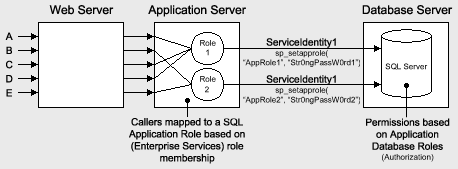 Web Server
Application Server
Database Server
A
B
C
D
E
Role
1
Role
2
ServiceIdentity1
sp_setapprole(
"AppRole1", "Str0ngPassW0rd1")
ServiceIdentity1
sp_setapprole(
"AppRole2", "Str0ngPassW0rd2")
SQL Server
Callers mapped to a SQL
Application Role based on
(Enterprise Services) role
membership
Permissions based
on Application
Database Roles
(Authorization)